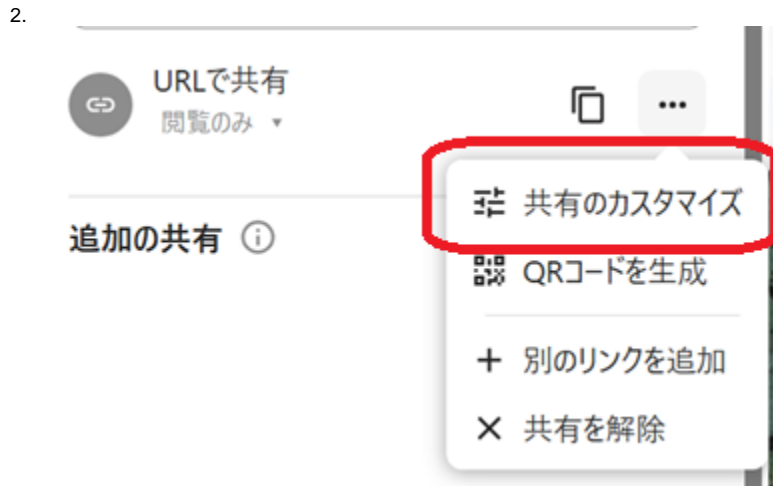 2.
URLで共有
閲覧のみ ▾
追加の共有
共有のカスタマイズ
QRコードを生成
別のリンクを追加
共有を解除